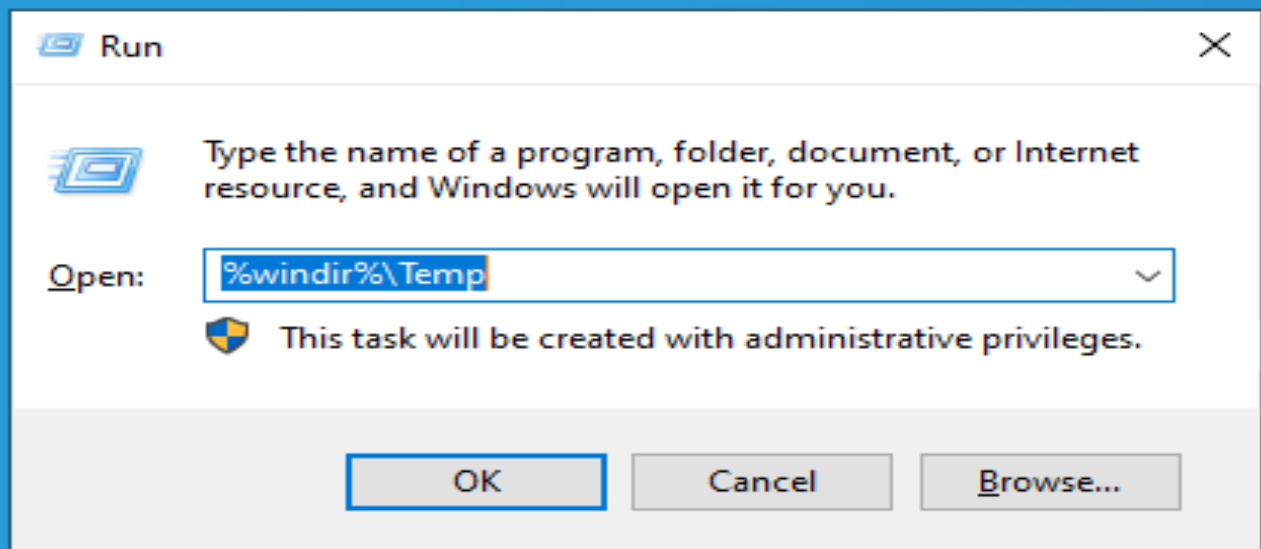 Run
Type the name of a program, folder, document, or Internet
resource, and Windows will open it for you.
Open: %windir%\Temp
This task will be created with administrative privileges.
OK Cancel Browse...